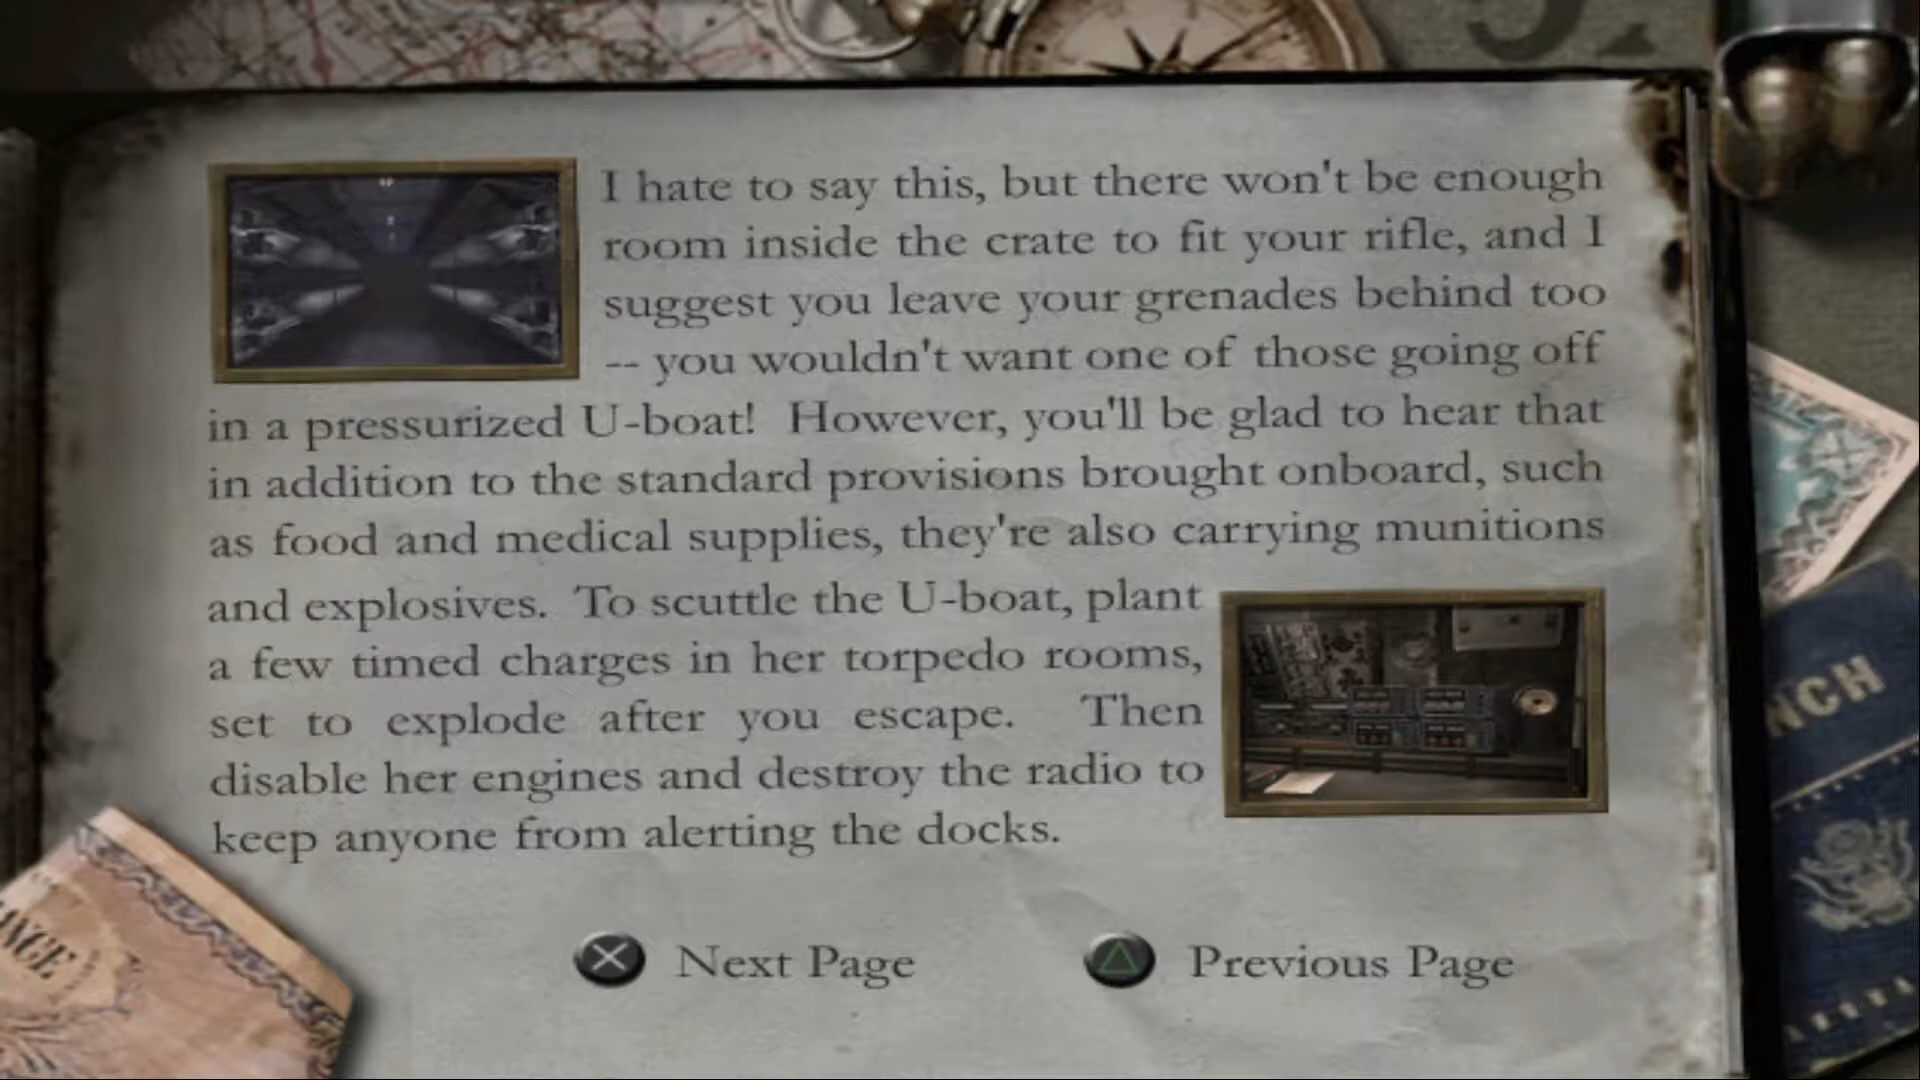 I hate to say this, but there won't be enough
room inside the crate to fit your rifle, and I
suggest you leave your grenades behind too
-- you wouldn't want one of those going off
in a pressurized U-boat!  However, you'll be glad to hear that
in addition to the standard provisions brought onboard, such
as food and medical supplies, they're also carrying munitions
and explosives.  To scuttle the U-boat, plant
a few timed charges in her torpedo rooms,
set to explode after you escape.  Then
disable her engines and destroy the radio to
keep anyone from alerting the docks.
Next Page
Previous Page